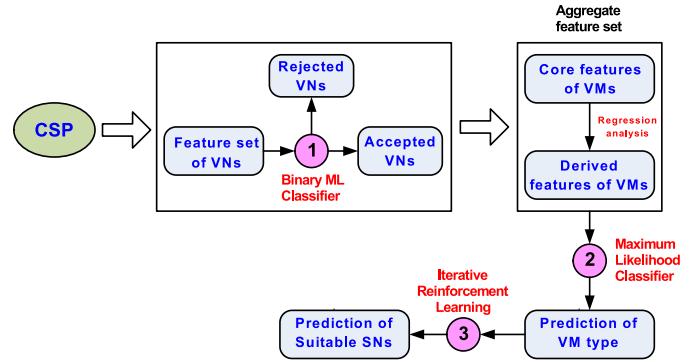 Aggregate
feature set
CSP
Rejected
VNs
Feature set
of VNs
1
Accepted
VNs
Binary ML
Classifier
Core features
of VMs
Regression
analysis
Derived
features of VMs
2
Maximum
Likelihood
Classifier
Iterative
Reinforcement
Learning
Prediction of
Suitable SNs
3
Prediction of
VM type